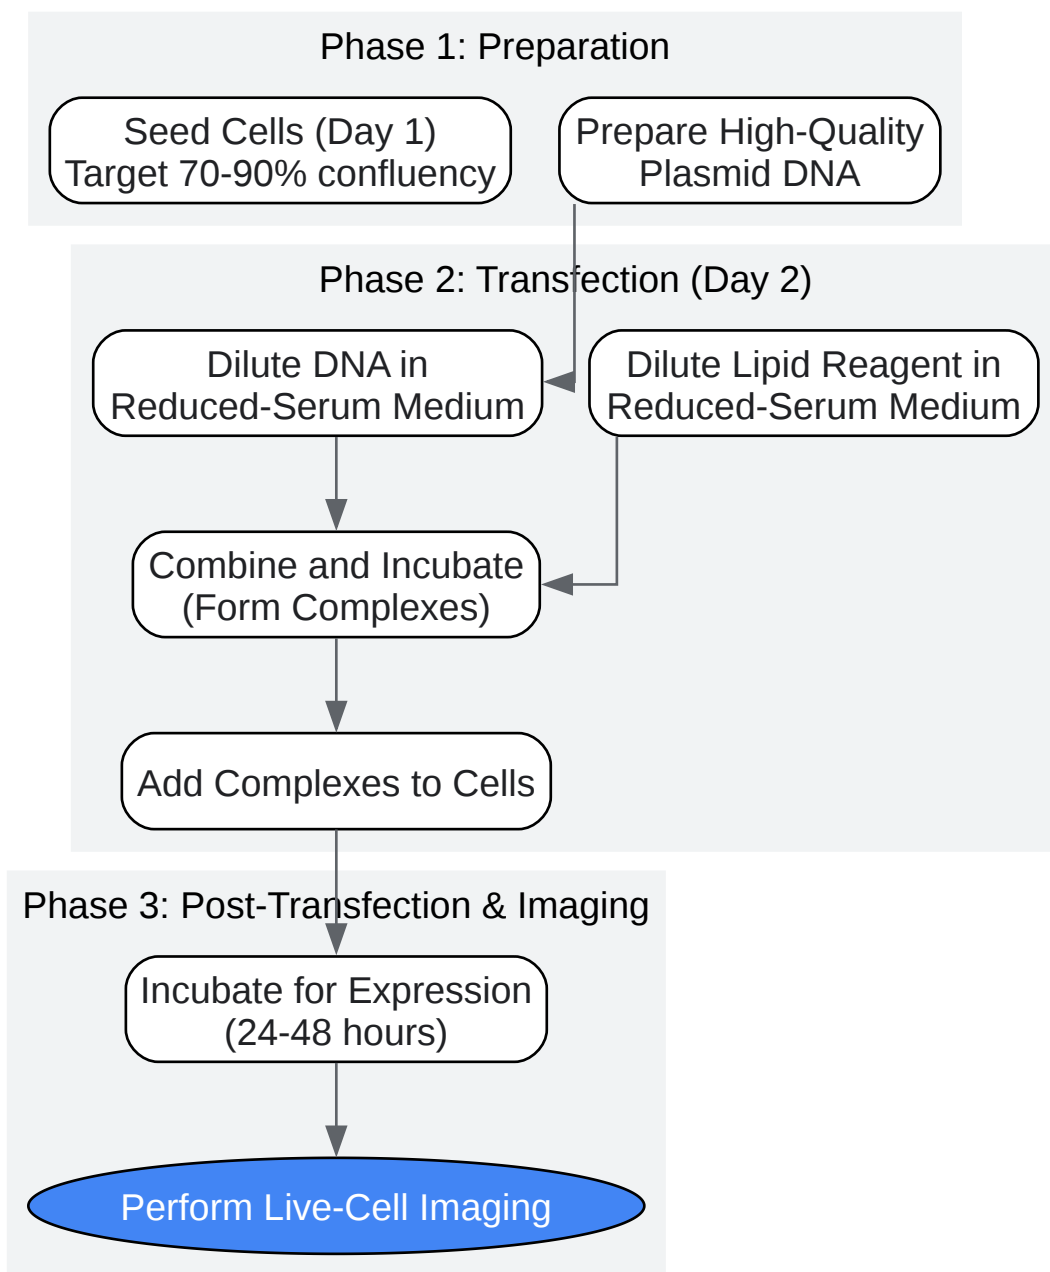 Phase 1: Preparation
Seed Cells (Day 1)
Target 70-90% confluency
Prepare High-Quality
Plasmid DNA
Phase 2: Transfection (Day 2)
Dilute DNA in
Reduced-Serum Medium
Dilute Lipid Reagent in
Reduced-Serum Medium
Combine and Incubate
(Form Complexes)
Add Complexes to Cells
Phase 3: Post-Transfection & Imaging
Incubate for Expression
(24-48 hours)
Perform Live-Cell Imaging